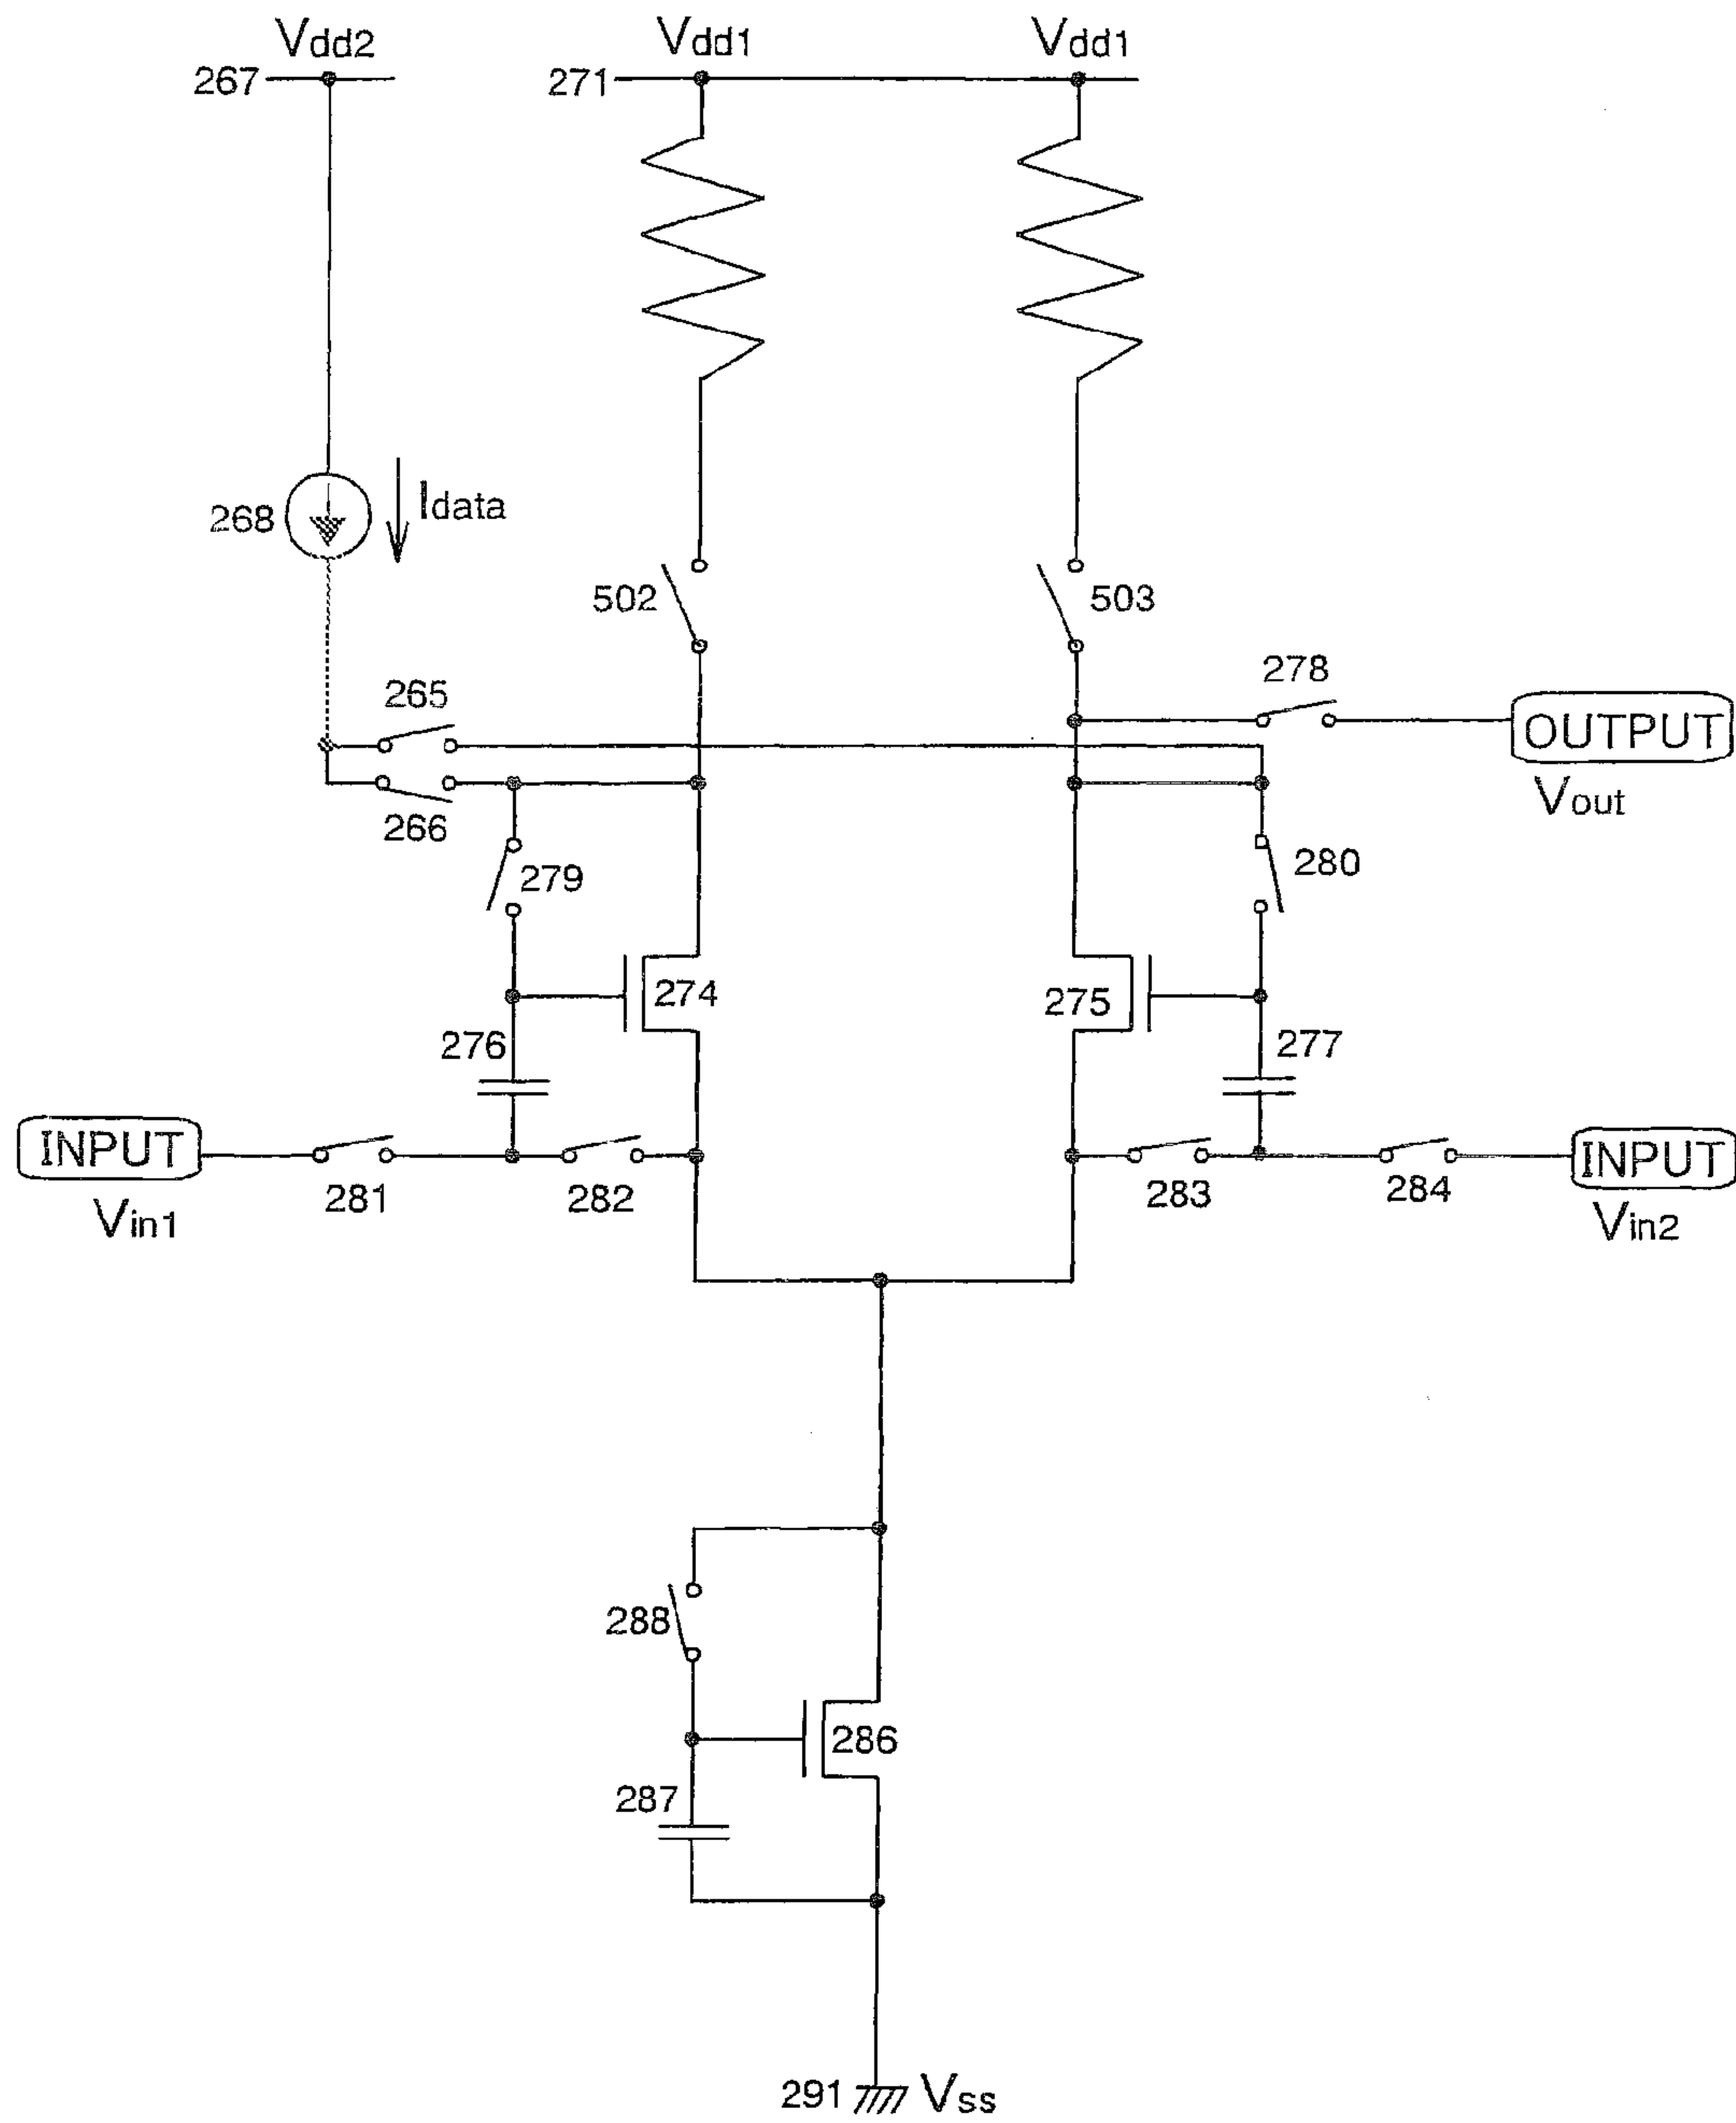 Vdd2
Vdd1
Vdd1
267
271
268
Idata
502
503
278
265
OUTPUT
Vout
266
279
280
274
275
276
277
INPUT
INPUT
281
282
283
284
Vin1
Vin2
288
286
287
291
Vss